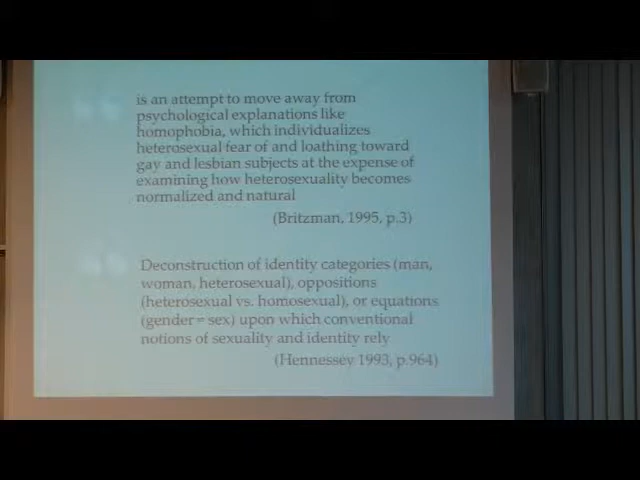 is an attempt to move away from
psychological explanations like
homophobia, which individualizes
heterosexual fear of and loathing toward
gay and lesbian subjects at the expense of
examining how heterosexuality becomes
normalized and natural
(Britzman, 1995, p.3)
Deconstruction of identity categories (man,
woman, heterosexual), oppositions
(heterosexual vs. homosexual), or equations
(gender = sex) upon which conventional
notions of sexuality and identity rely
(Hennessey 1993, p.964)